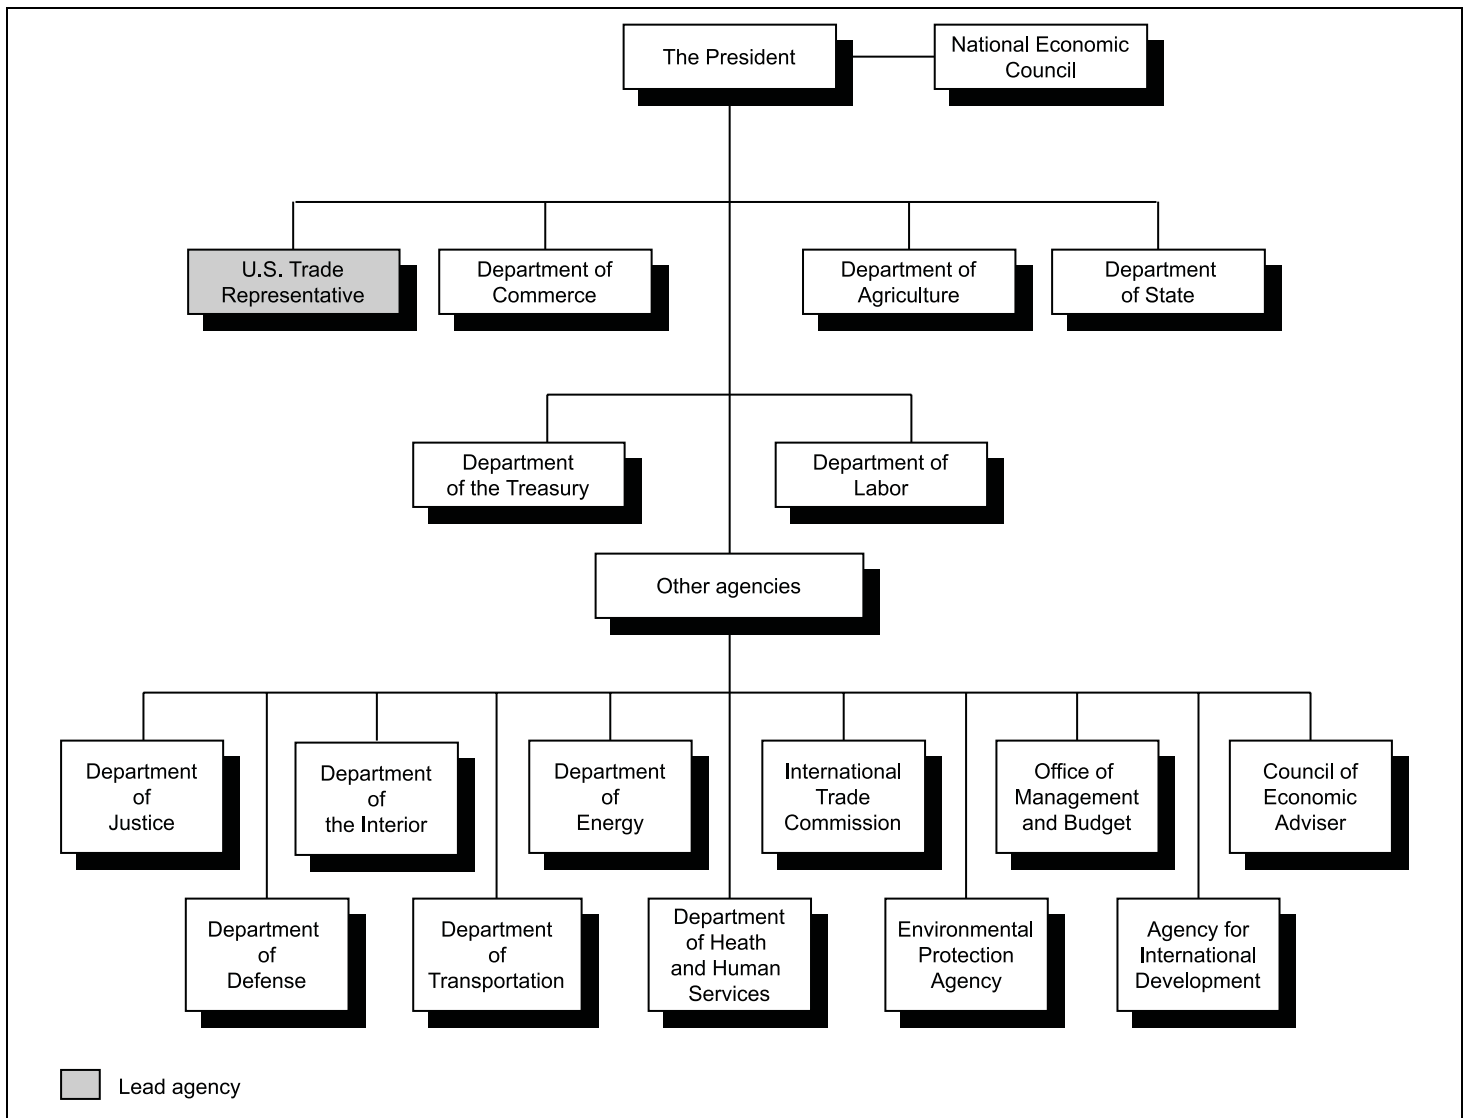 The President
National Economic
Council
U.S. Trade
Representative
Department of
Commerce
Department of
Agriculture
Department
of State
Department
of the Treasury
Department of
Labor
Other agencies
Department
of
Justice
Department
of
the Interior
Department
of
Energy
International
Trade
Commission
Office of
Management
and Budget
Council of
Economic
Adviser
Department
of
Defense
Department
of
Transportation
Department
of Heath
and Human
Services
Environmental
Protection
Agency
Agency for
International
Development
Lead agency